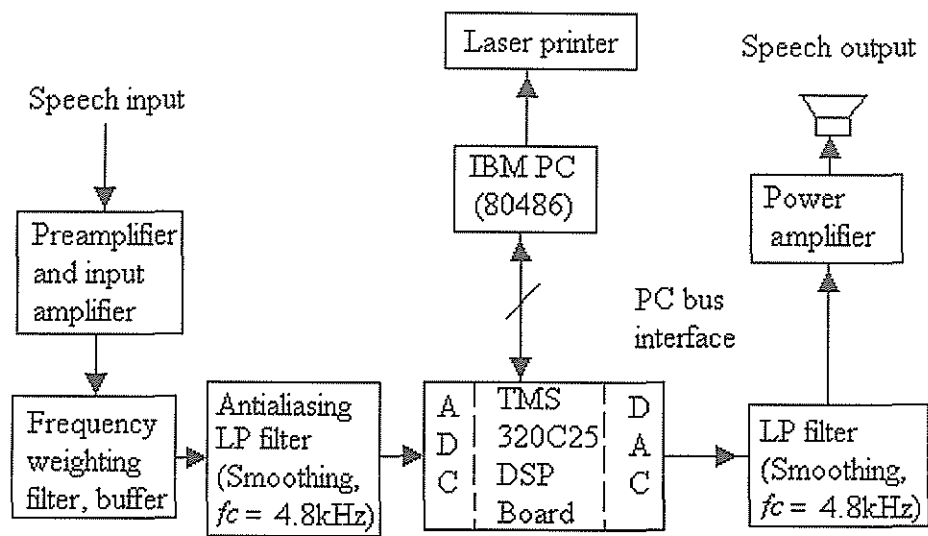 Laser printer
Speech output
Speech input
IBM PC
(80486)
Power
amplifier
Preamplifier
and input
amplifier
PC bus
interface
Frequency
weighting
filter, buffer
Antialiasing
LP filter
(Smoothing,
fc = 4.8kHz)
A
D
C
TMS
320C25
DSP
Board
D
A
C
LP filter
(Smoothing,
fc = 4.8kHz)